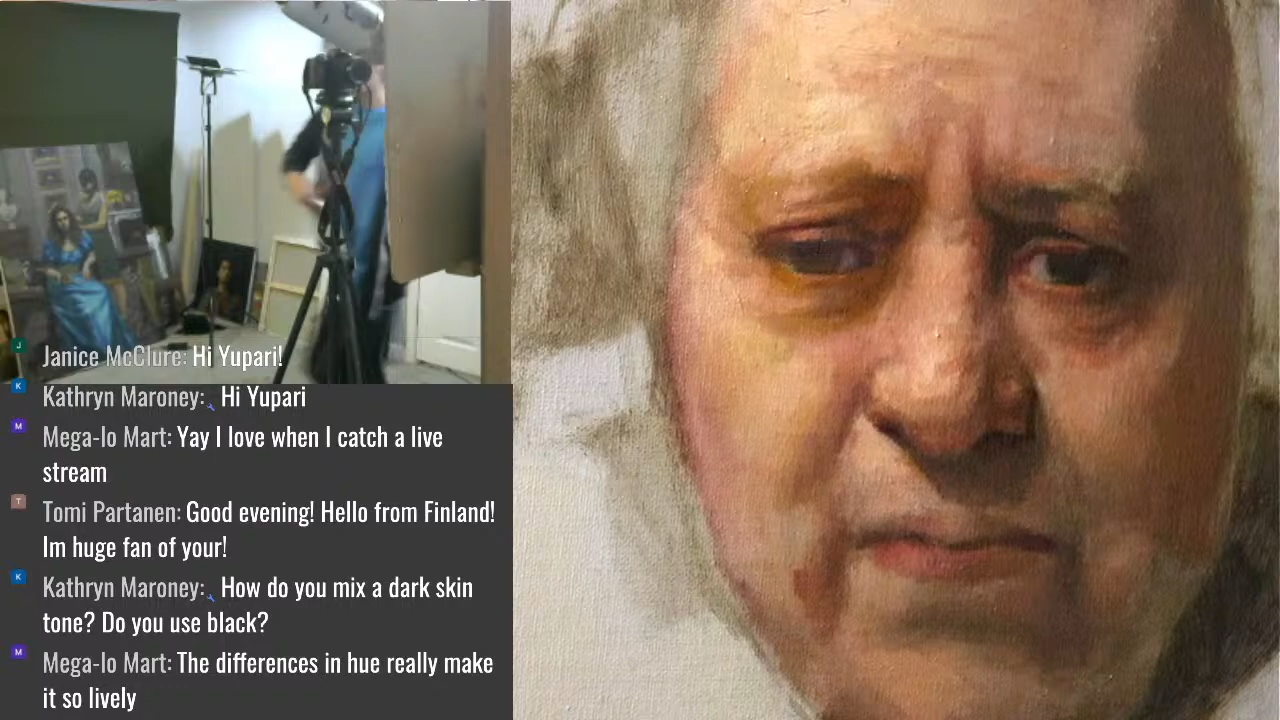 J
Janice McClure: Hi Yupari!
K
Kathryn Maroney: Hi Yupari
M
Mega-lo Mart: Yay I love when I catch a live
stream
T
Tomi Partanen: Good evening! Hello from Finland!
Im huge fan of your!
K
Kathryn Maroney: How do you mix a dark skin
tone? Do you use black?
M
Mega-lo Mart: The differences in hue really make
it so lively